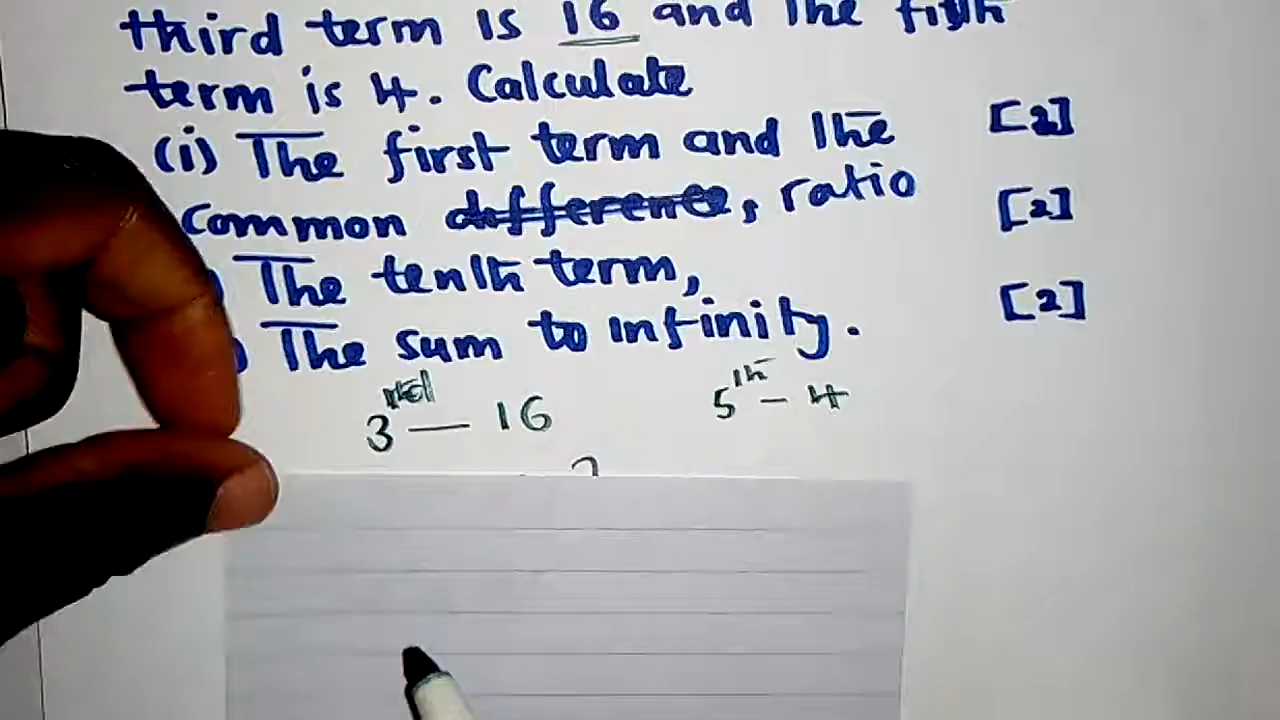 third term is 16 and the fifth
term is 4. Calculate
(i) The first term and the [2]
common difference, ratio [2]
) The tenth term,
) The sum to infinity. [2]
3rd — 16 5th - 4
2